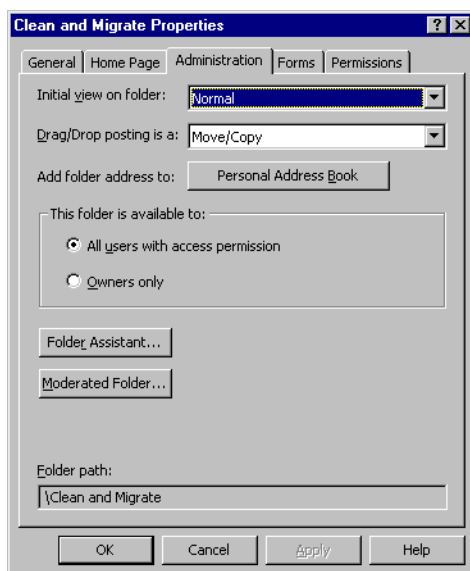 Clean and Migrate Properties
General Home Page Administration Forms Permissions
Initial view on folder: Normal
Drag/Drop posting is a: Move/Copy
Add folder address to: Personal Address Book
This folder is available to:
All users with access permission
Owners only
Folder Assistant...
Moderated Folder...
Folder path:
\Clean and Migrate
OK Cancel Apply Help